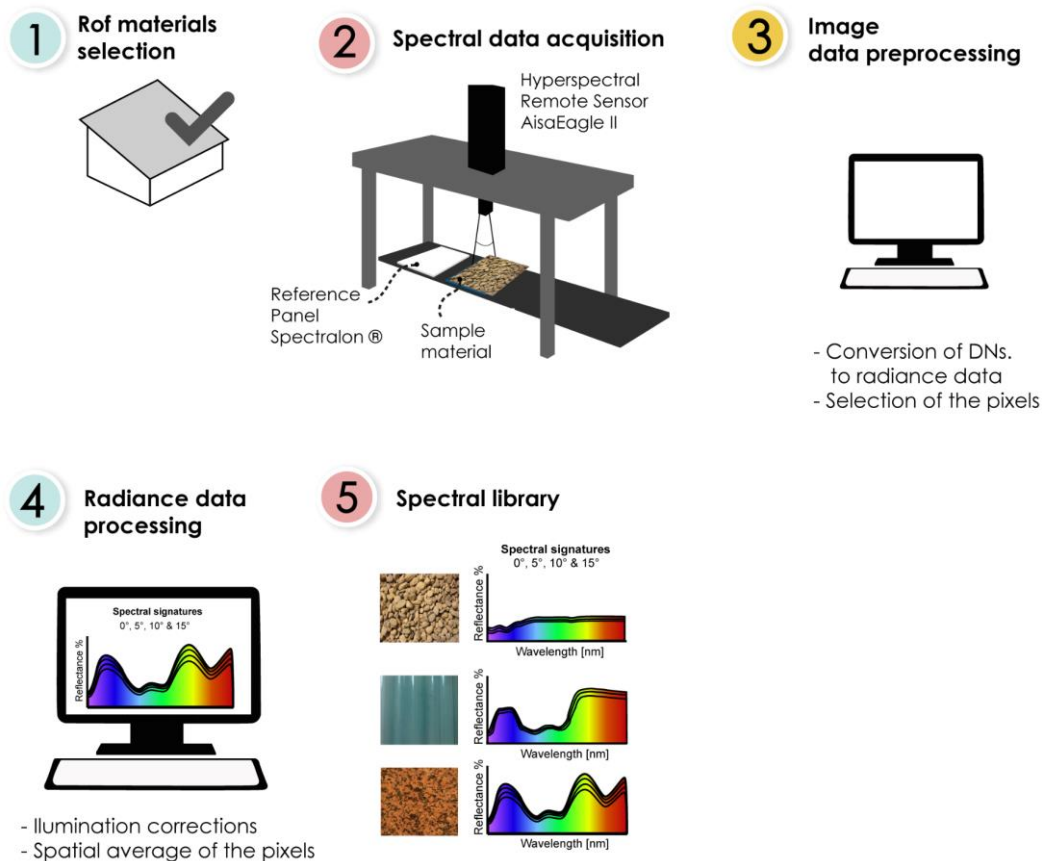 1
Rof materials
selection
2
Spectral data acquisition
Hyperspectral
Remote Sensor
AisaEagle II
Reference
Panel
Spectralon ®
Sample
material
3
Image
data preprocessing
- Conversion of DNs.
to radiance data
- Selection of the pixels
4
Radiance data
processing
Spectral signatures
0°, 5°, 10° & 15°
Reflectance %
- Ilumination corrections
- Spatial average of the pixels
5
Spectral library
Spectral signatures
0°, 5°, 10° & 15°
Reflectance %
Wavelength [nm]
Reflectance %
Wavelength [nm]
Reflectance %
Wavelength [nm]